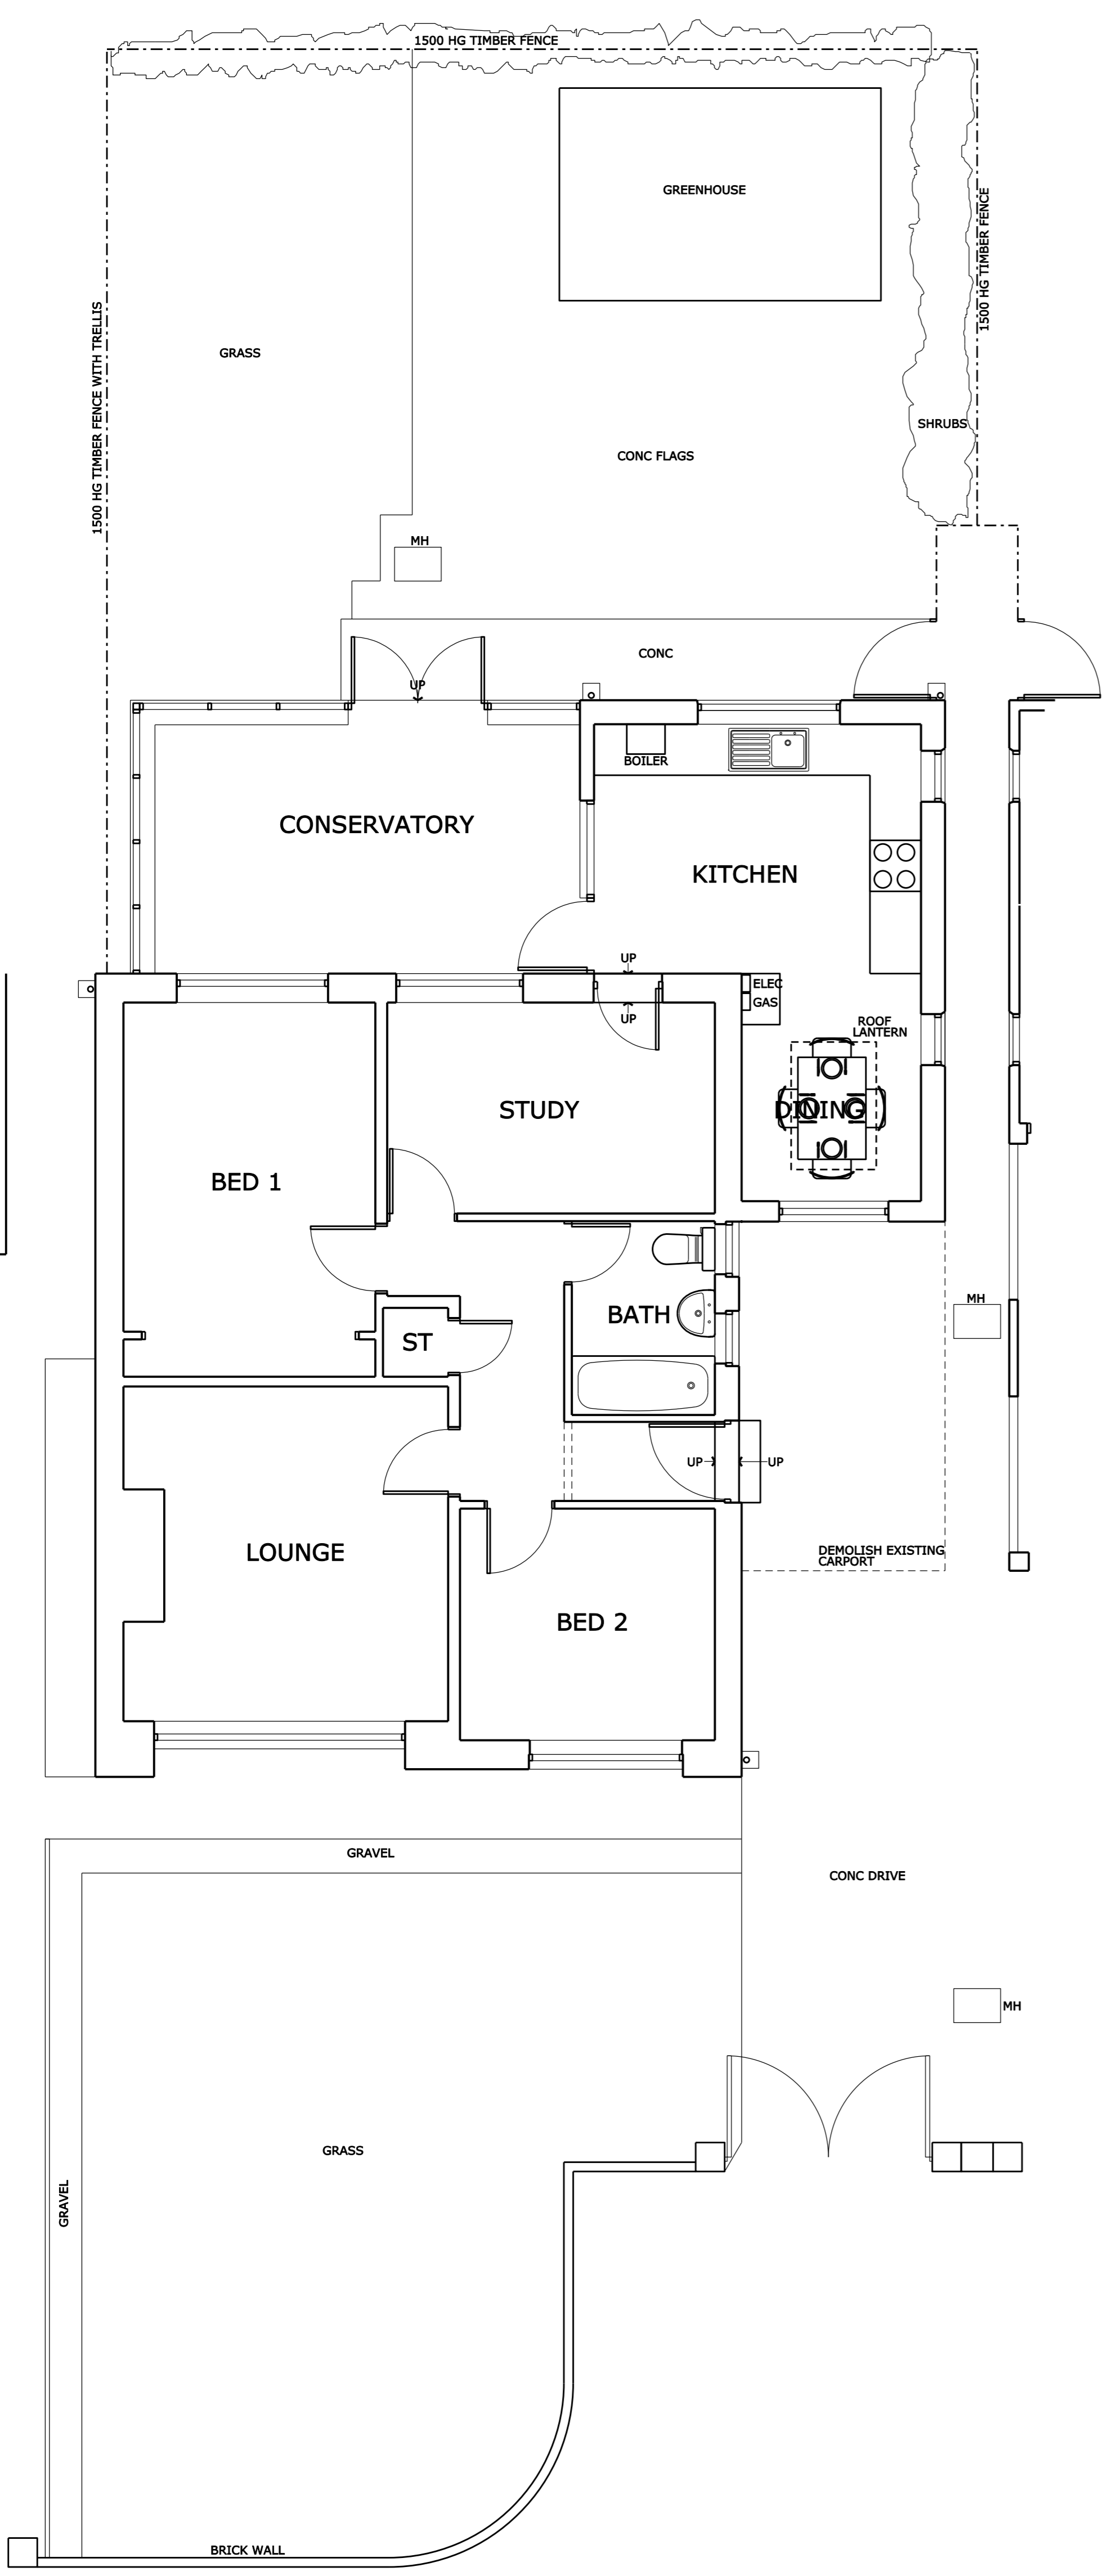 1500 HG TIMBER FENCE
GREENHOUSE
1500 HG TIMBER FENCE
1500 HG TIMBER FENCE WITH TRELLIS
GRASS
SHRUBS
CONC FLAGS
MH
CONC
UP
BOILER
CONSERVATORY
KITCHEN
UP
ELEC
GAS
UP
ROOF
LANTERN
STUDY
DINING
BED 1
MH
BATH
ST
UP
UP
LOUNGE
DEMOLISH EXISTING
CARPORT
BED 2
GRAVEL
CONC DRIVE
MH
GRASS
GRAVEL
BRICK WALL